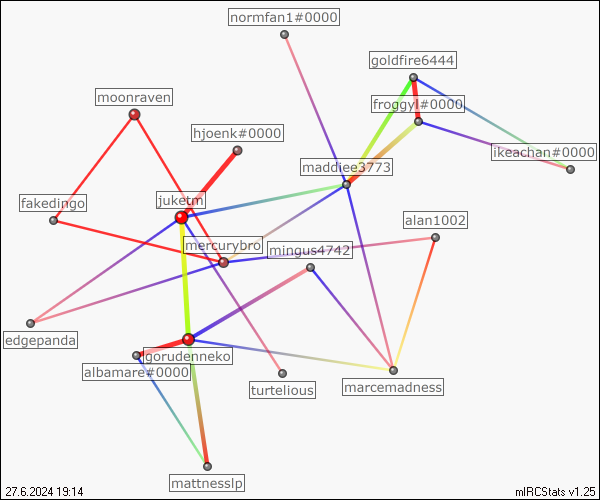 normfan1#0000
goldfire6444
moonraven
froggyl#0000
hjoenk#0000
ikeachan#0000
maddiee3773
fakedingo
juketm
alan1002
mercurybro
mingus4742
edgepanda
gorudenneko
albamare#0000
turtelious
marcemadness
mattnesslp
27.6.2024 19:14
mIRCStats v1.25